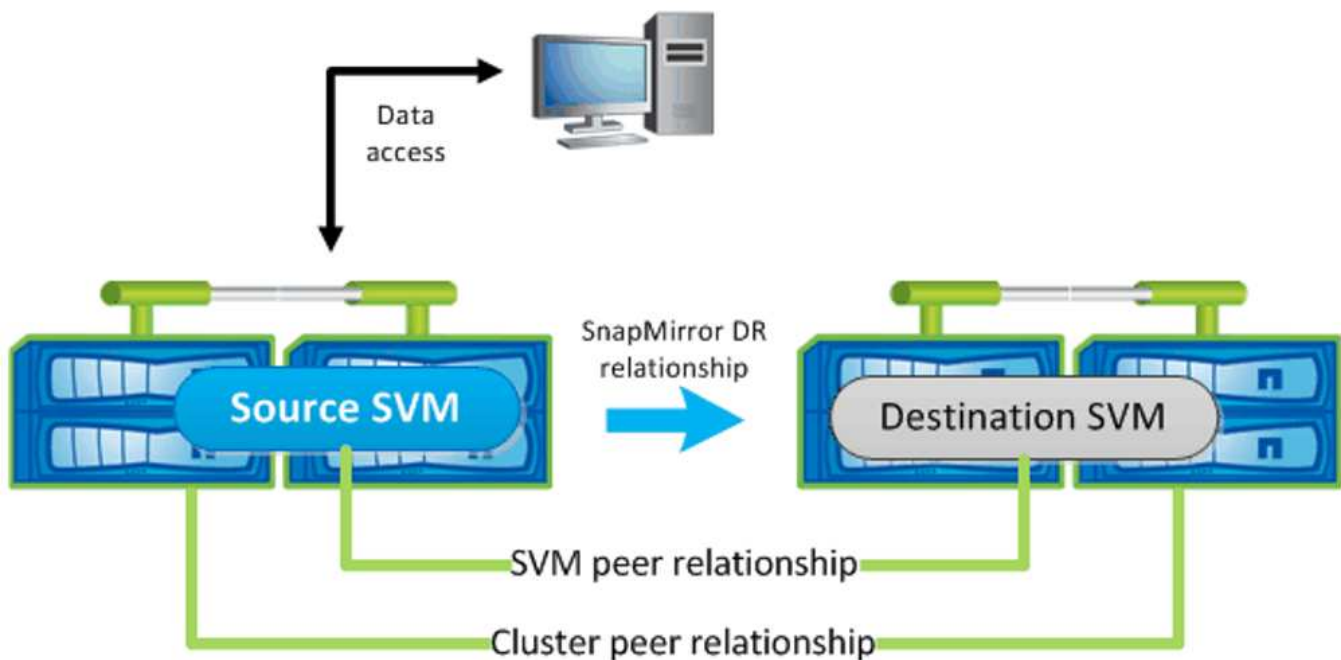 Data
access
SnapMirror DR
relationship
Source SVM
Destination SVM
SVM peer relationship
Cluster peer relationship